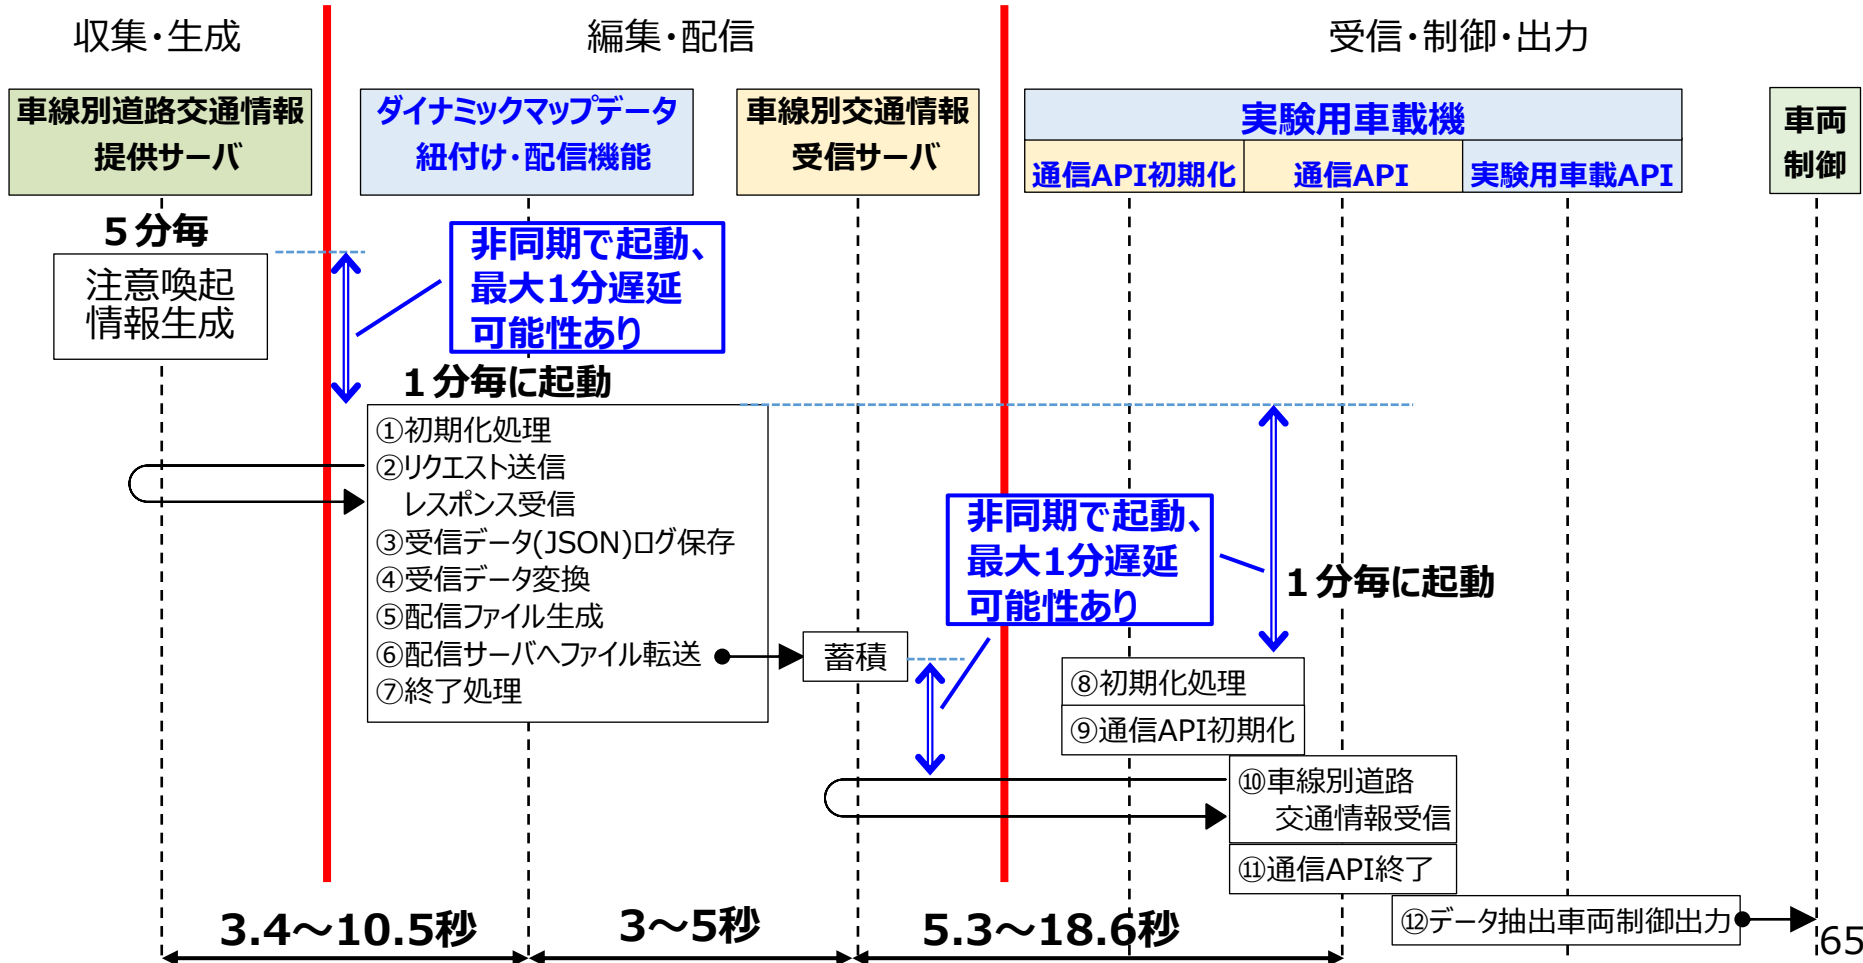 収集・生成
編集・配信
受信・制御・出力
車線別道路交通情報
提供サーバ
ダイナミックマップデータ
紐付け・配信機能
車線別交通情報
受信サーバ
実験用車載機
通信API初期化
通信API
実験用車載API
車両
制御
5分毎
注意喚起
情報生成
非同期で起動、
最大1分遅延
可能性あり
1分毎に起動
①初期化処理
②リクエスト送信
レスポンス受信
③受信データ(JSON)ログ保存
④受信データ変換
⑤配信ファイル生成
⑥配信サーバへファイル転送
⑦終了処理
蓄積
非同期で起動、
最大1分遅延
可能性あり
1分毎に起動
⑧初期化処理
⑨通信API初期化
⑩車線別道路
交通情報受信
⑪通信API終了
⑫データ抽出車両制御出力
3.4～10.5秒
3～5秒
5.3～18.6秒
65